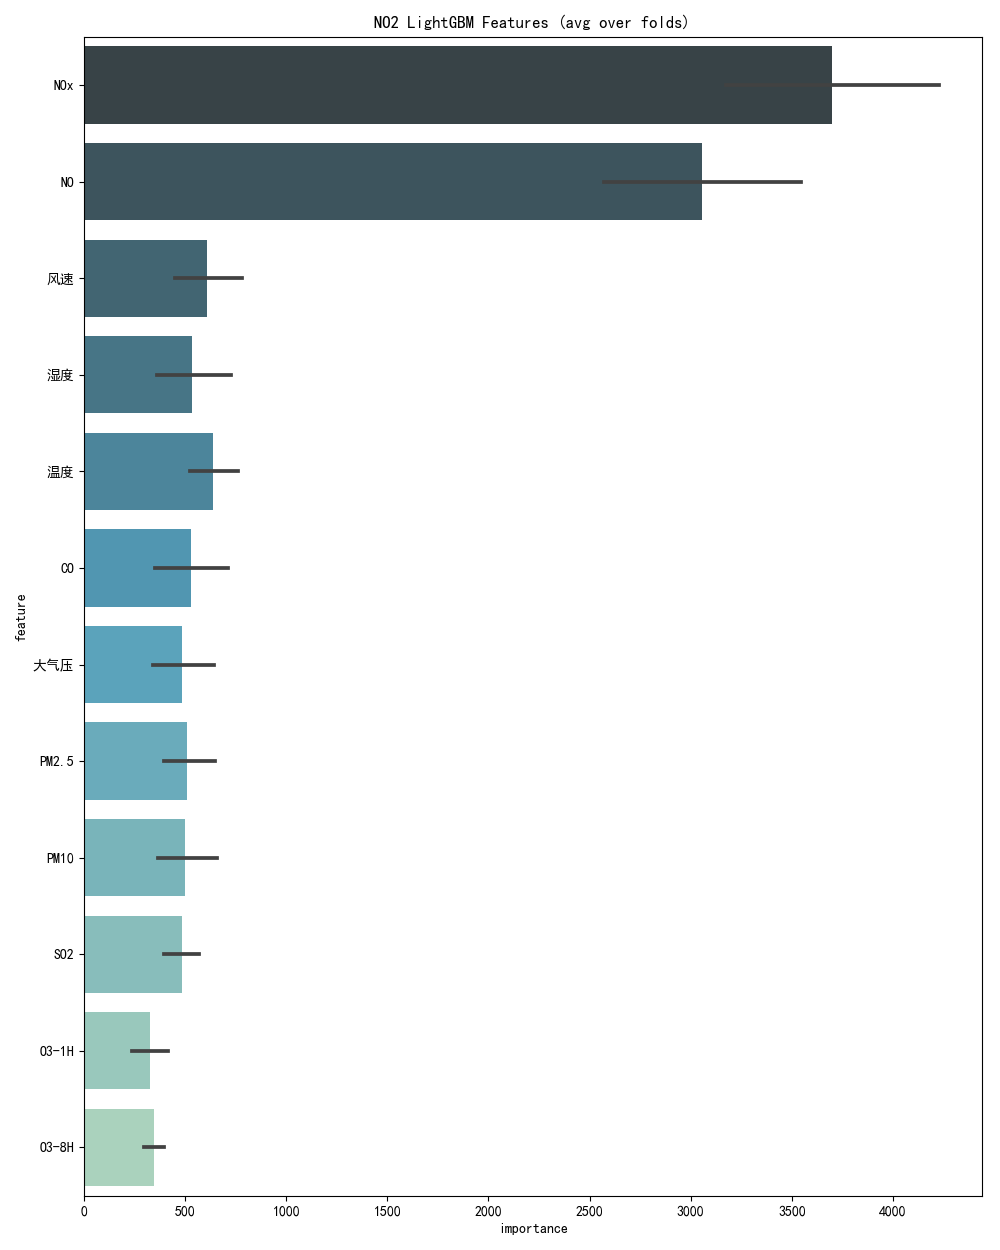 NO2 LightGBM Features (avg over folds)
NOx
NO
风速
湿度
温度
CO
大气压
PM2.5
PM10
SO2
O3-1H
O3-8H
feature
0 500 1000 1500 2000 2500 3000 3500 4000
importance